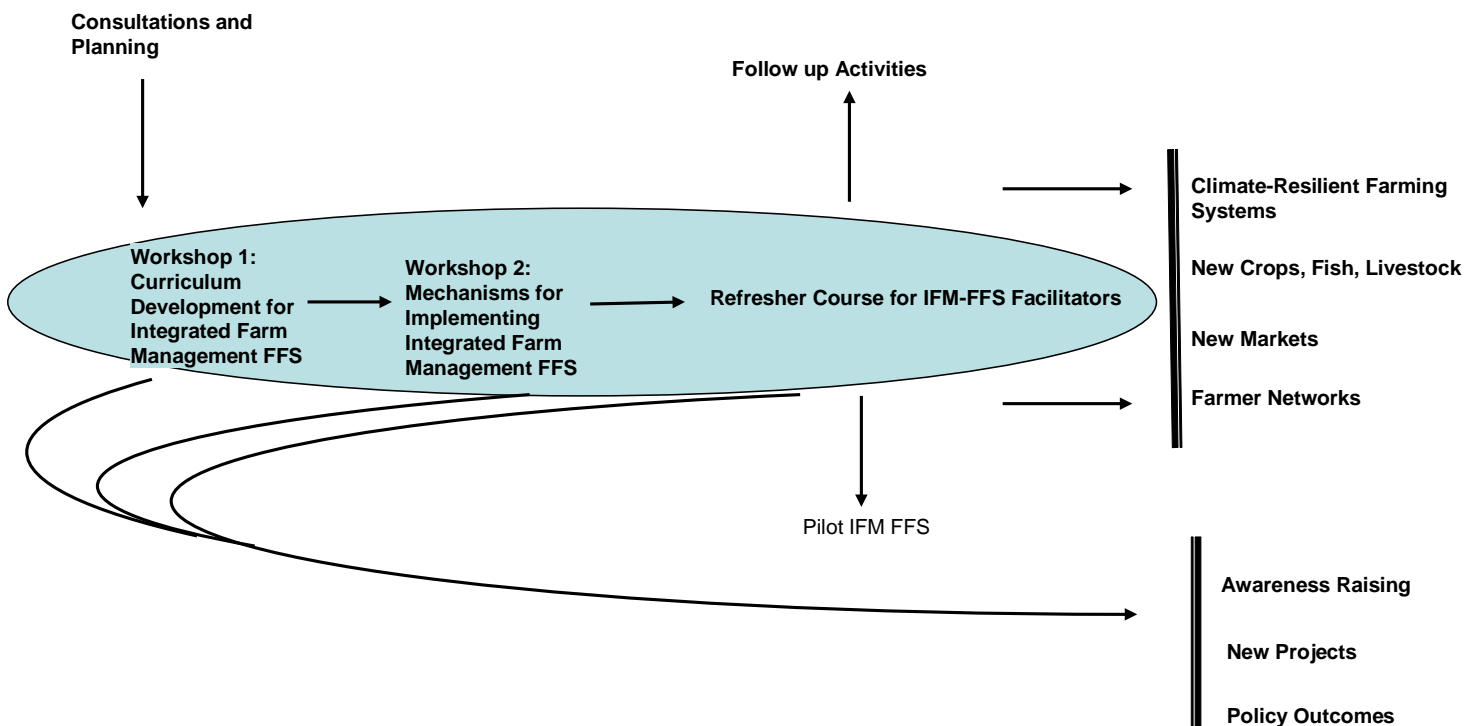 Consultations and
Planning
Follow up Activities
Workshop 1:
Curriculum
Development for
Integrated Farm
Management FFS
Workshop 2:
Mechanisms for
Implementing
Integrated Farm
Management FFS
Refresher Course for IFM-FFS Facilitators
Climate-Resilient Farming
Systems
New Crops, Fish, Livestock
New Markets
Farmer Networks
Pilot IFM FFS
Awareness Raising
New Projects
Policy Outcomes